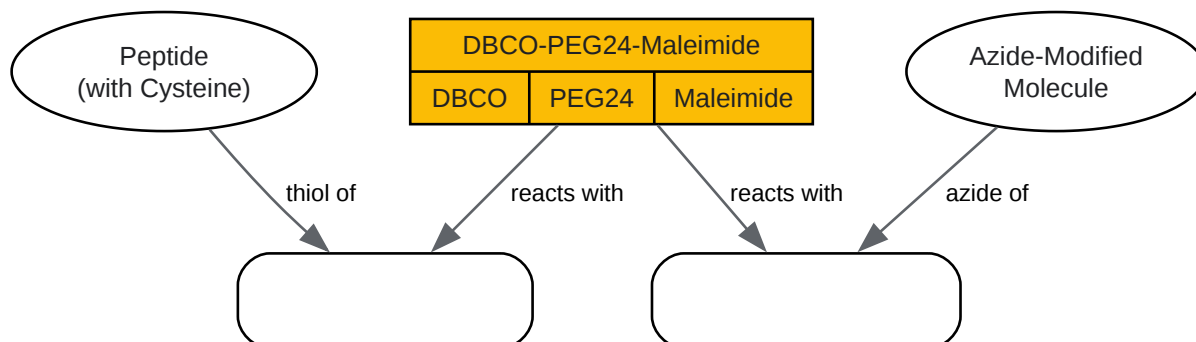 Peptide
(with Cysteine)
DBCO-PEG24-Maleimide
DBCO PEG24 Maleimide
Azide-Modified
Molecule
thiol of
reacts with
reacts with
azide of